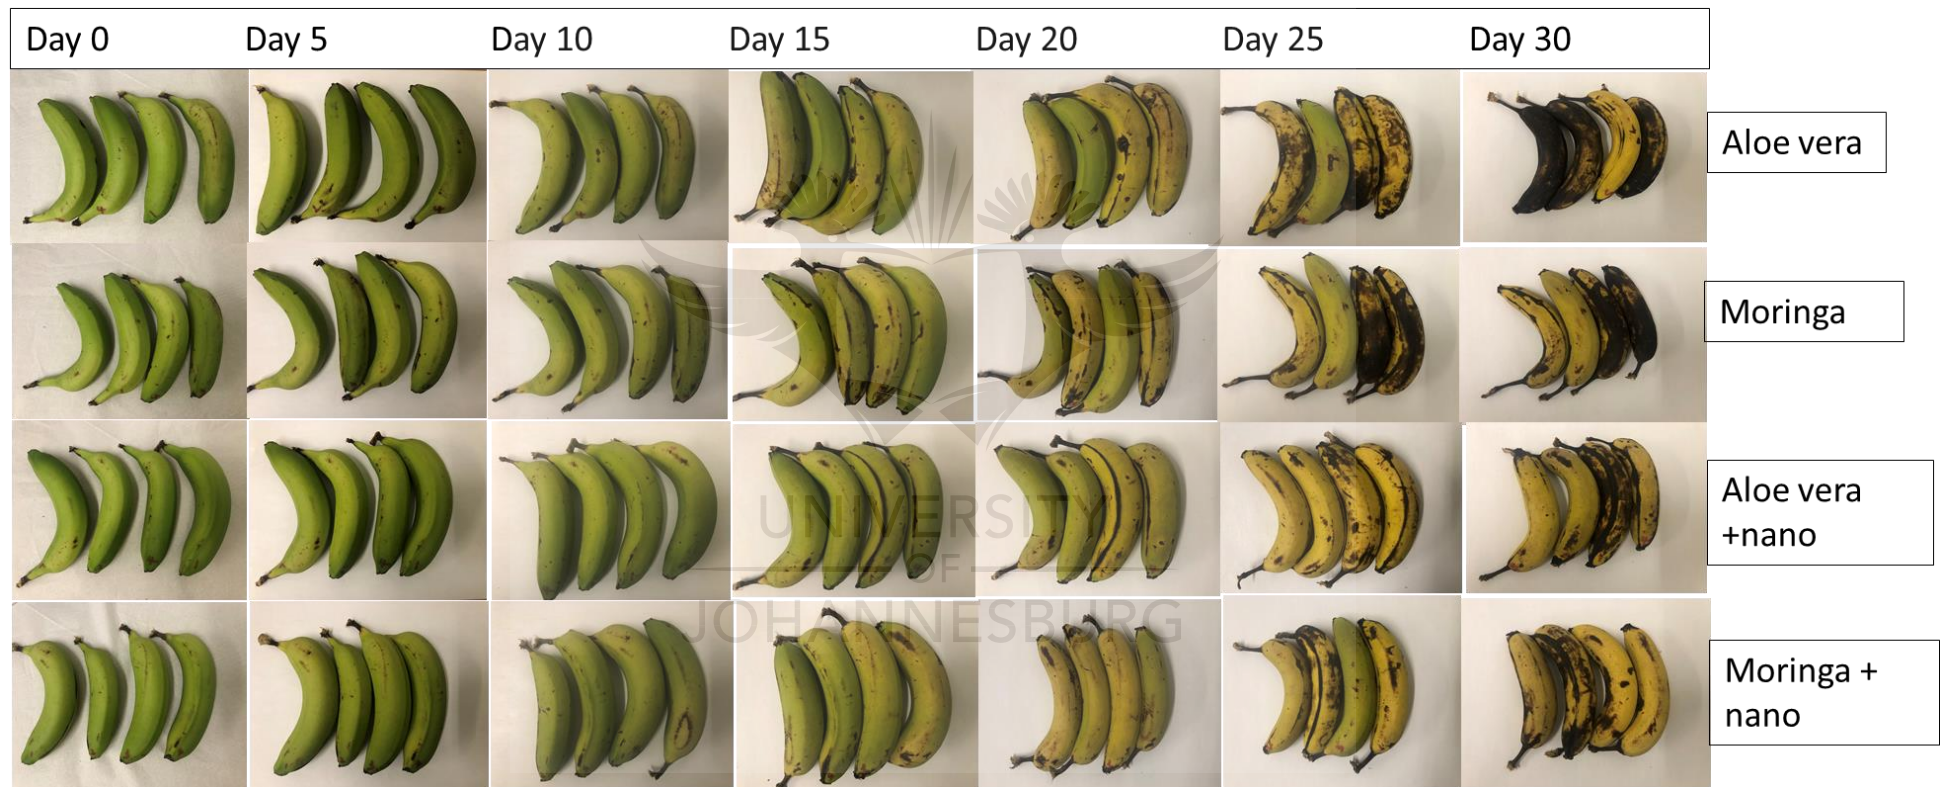 Day 0 Day 5 Day 10 Day 15 Day 20 Day 25 Day 30
Aloe vera
Moringa
Aloe vera
+nano
UNIVERSITY
OF
JOHANNESBURG
Moringa +
nano